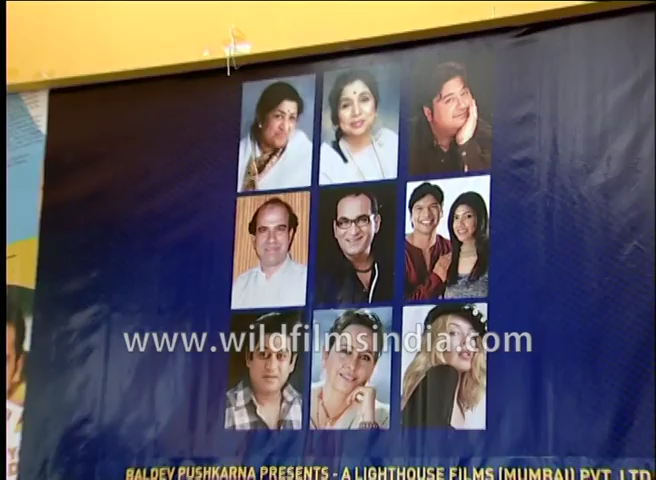 www.wildfilmsindia.com
BALDEV PUSHKARNA PRESENTS - A LIGHTHOUSE FILMS (MUMBAI) PVT. LTD